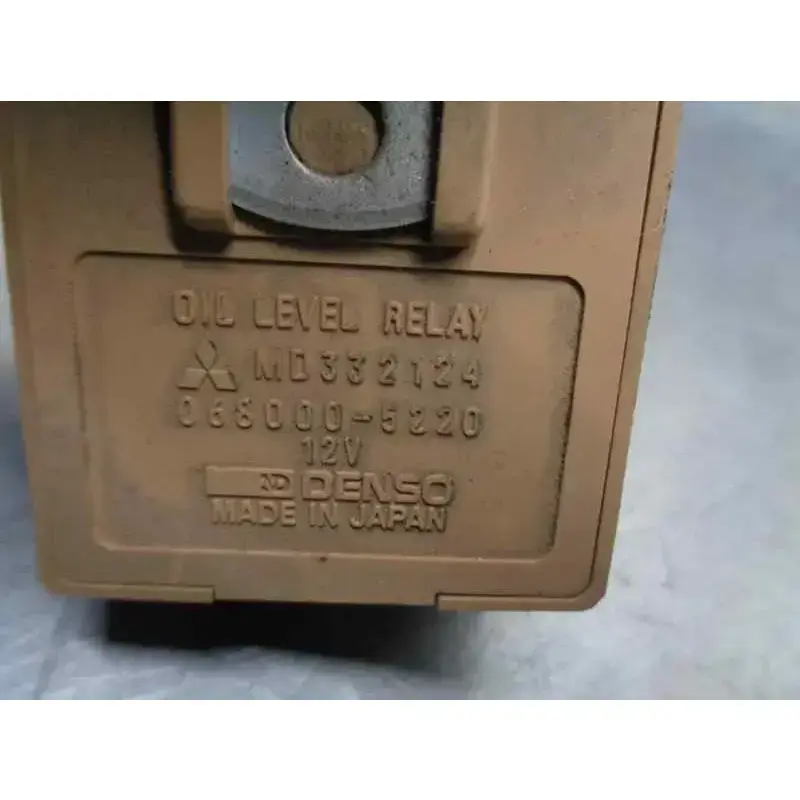 OIL LEVEL RELAY
MD332124
068000-5220
12V
ND DENSO
MADE IN JAPAN